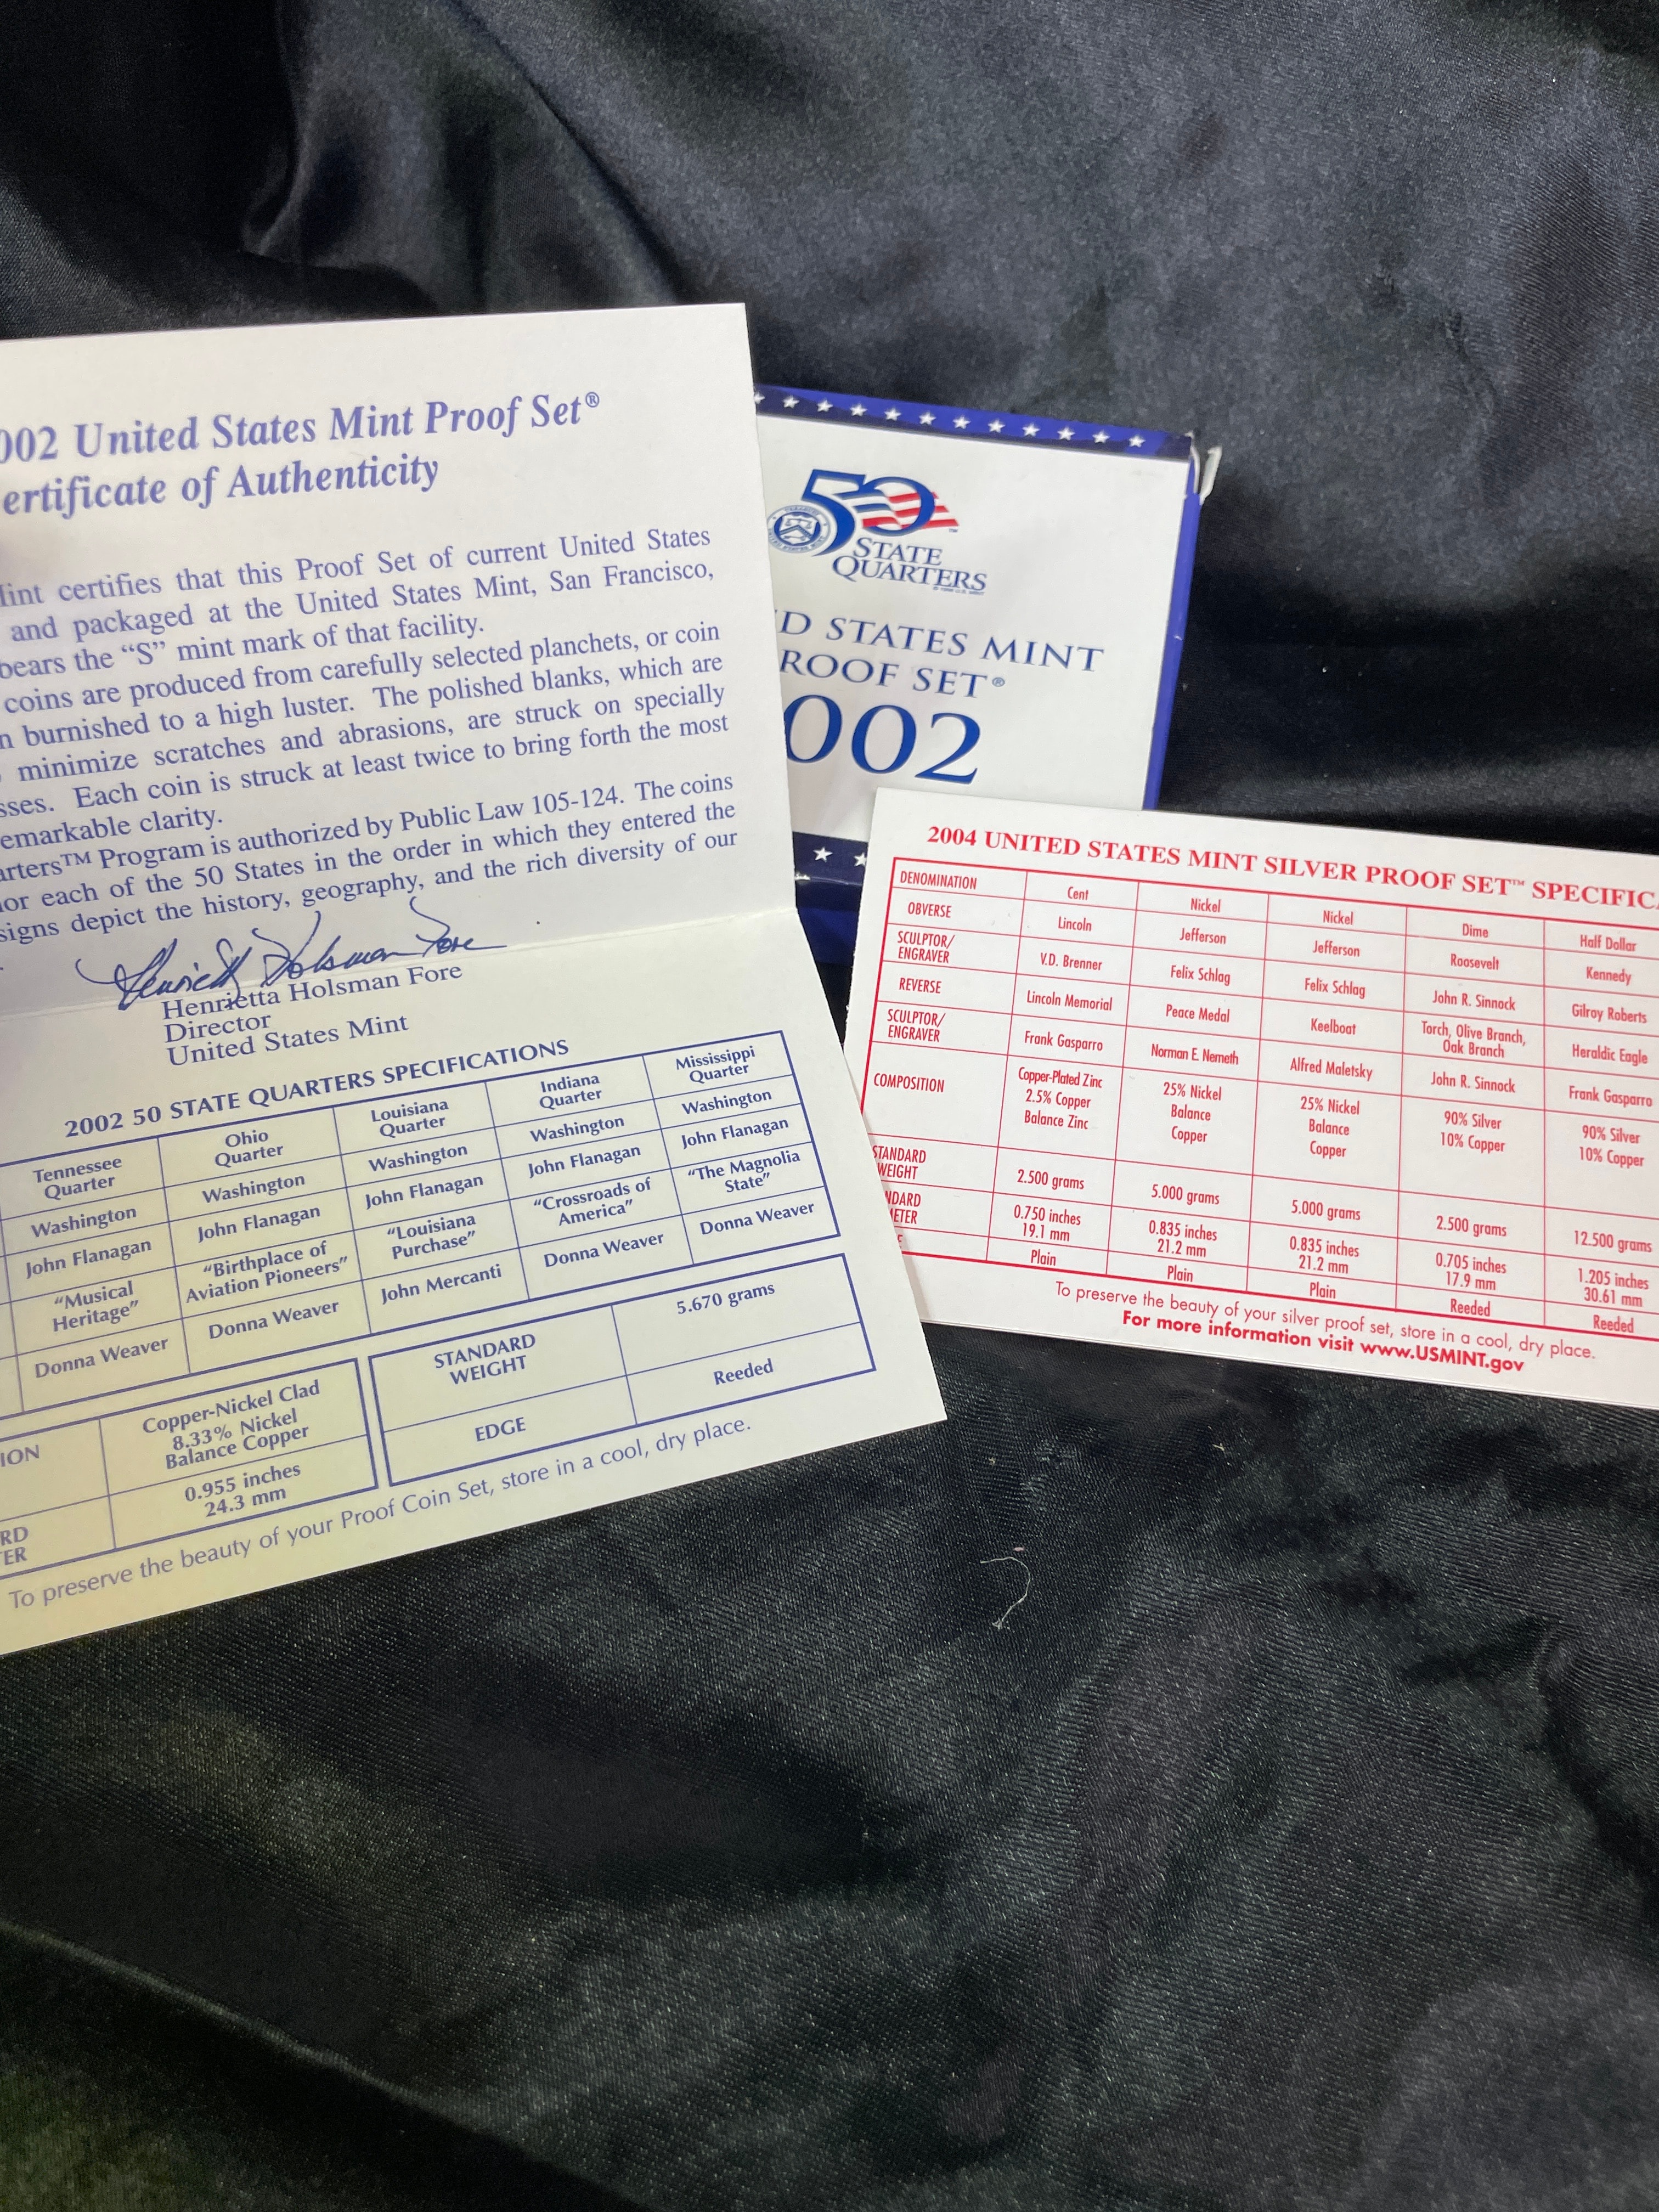 002 United States Mint Proof Set®
ertificate of Authenticity
Mint certifies that this Proof Set of current United States
and packaged at the United States Mint, San Francisco,
bears the “S” mint mark of that facility.
coins are produced from carefully selected planchets, or coin
n burnished to a high luster. The polished blanks, which are
minimize scratches and abrasions, are struck on specially
sses. Each coin is struck at least twice to bring forth the most
emarkable clarity.
arters™ Program is authorized by Public Law 105-124. The coins
nor each of the 50 States in the order in which they entered the
signs depict the history, geography, and the rich diversity of our
Henrietta Holsman Fore
Henrietta Holsman Fore
Director
United States Mint
2002 50 STATE QUARTERS SPECIFICATIONS
Tennessee Quarter Ohio Quarter Louisiana Quarter Indiana Quarter Mississippi Quarter
Washington Washington Washington Washington Washington
John Flanagan John Flanagan John Flanagan John Flanagan John Flanagan
“Musical Heritage” “Birthplace of Aviation Pioneers” “Louisiana Purchase” “Crossroads of America” “The Magnolia State”
Donna Weaver Donna Weaver John Mercanti Donna Weaver Donna Weaver
ION Copper-Nickel Clad 8.33% Nickel Balance Copper
RD TER 0.955 inches 24.3 mm
STANDARD WEIGHT 5.670 grams
EDGE Reeded
To preserve the beauty of your Proof Coin Set, store in a cool, dry place.
50
STATE
QUARTERS
D STATES MINT
ROOF SET®
002
2004 UNITED STATES MINT SILVER PROOF SET™ SPECIFICA
DENOMINATION Cent Nickel Nickel Dime Half Dollar
OBVERSE Lincoln Jefferson Jefferson Roosevelt Kennedy
SCULPTOR/ ENGRAVER V.D. Brenner Felix Schlag Felix Schlag John R. Sinnock Gilroy Roberts
REVERSE Lincoln Memorial Peace Medal Keelboat Torch, Olive Branch, Oak Branch Heraldic Eagle
SCULPTOR/ ENGRAVER Frank Gasparro Norman E. Nemeth Alfred Maletsky John R. Sinnock Frank Gasparro
COMPOSITION Copper-Plated Zinc 2.5% Copper Balance Zinc 25% Nickel Balance Copper 25% Nickel Balance Copper 90% Silver 10% Copper 90% Silver 10% Copper
STANDARD WEIGHT 2.500 grams 5.000 grams 5.000 grams 2.500 grams 12.500 grams
NDARD METER 0.750 inches 19.1 mm 0.835 inches 21.2 mm 0.835 inches 21.2 mm 0.705 inches 17.9 mm 1.205 inches 30.61 mm
E Plain Plain Plain Reeded Reeded
To preserve the beauty of your silver proof set, store in a cool, dry place.
For more information visit www.USMINT.gov